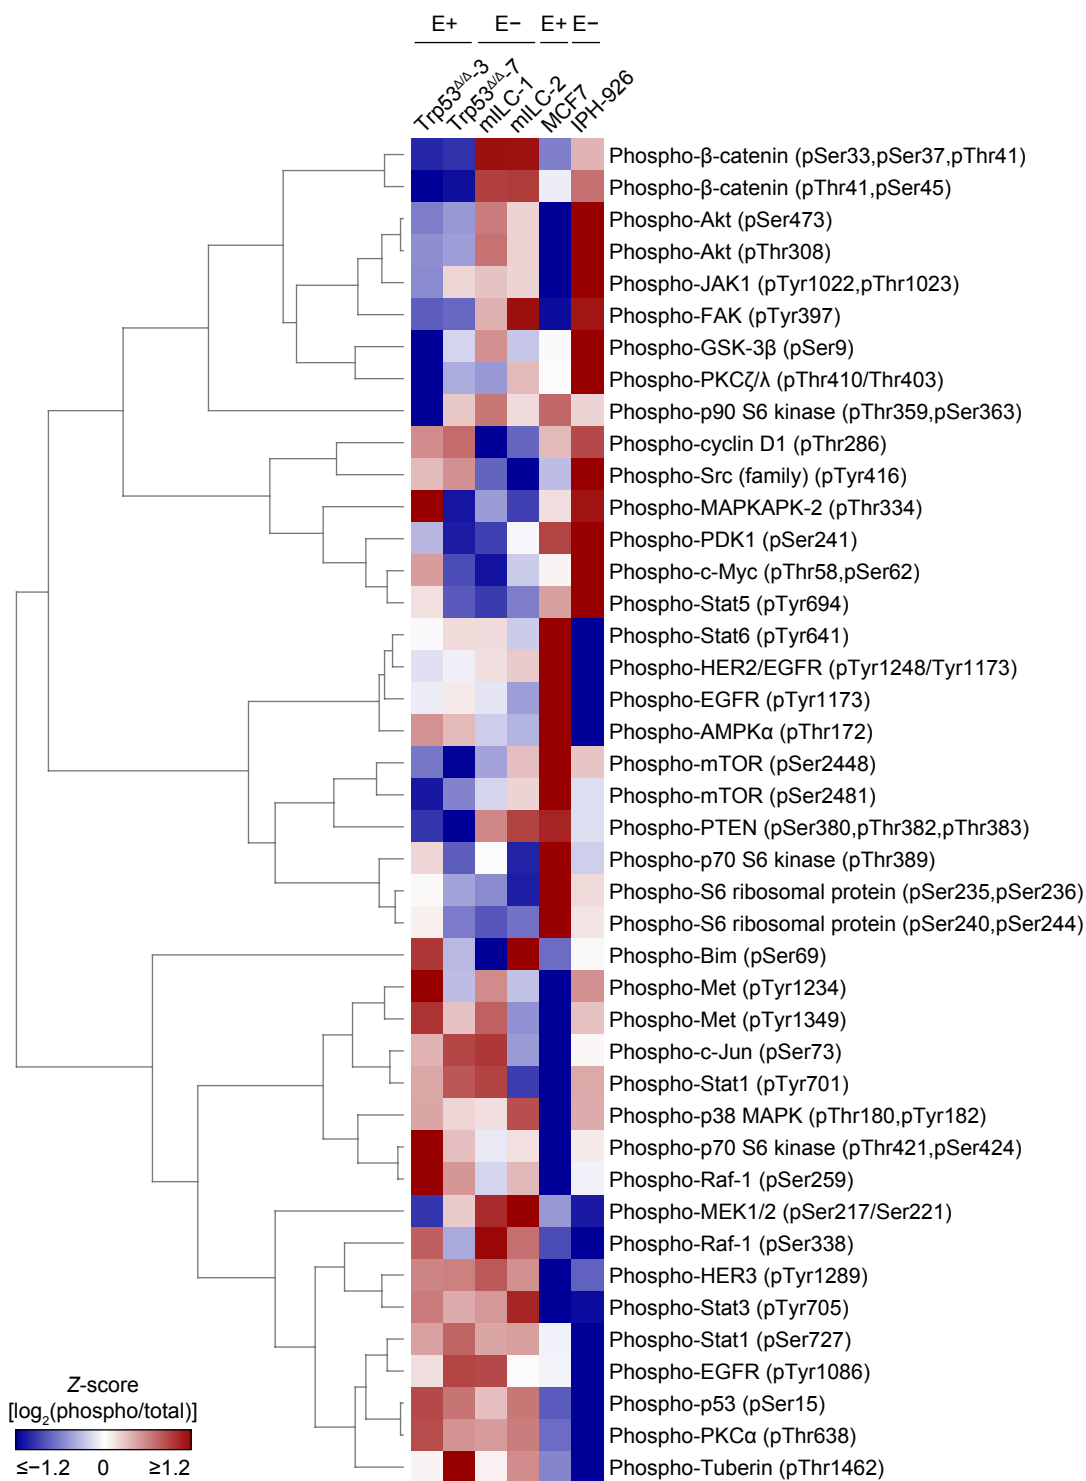 E+ E− E+ E−
Trp53Δ/Δ-3
Trp53Δ/Δ-7
mILC-1
mILC-2
MCF7
IPH-926
Phospho-β-catenin (pSer33,pSer37,pThr41)
Phospho-β-catenin (pThr41,pSer45)
Phospho-Akt (pSer473)
Phospho-Akt (pThr308)
Phospho-JAK1 (pTyr1022,pThr1023)
Phospho-FAK (pTyr397)
Phospho-GSK-3β (pSer9)
Phospho-PKCζ/λ (pThr410/Thr403)
Phospho-p90 S6 kinase (pThr359,pSer363)
Phospho-cyclin D1 (pThr286)
Phospho-Src (family) (pTyr416)
Phospho-MAPKAPK-2 (pThr334)
Phospho-PDK1 (pSer241)
Phospho-c-Myc (pThr58,pSer62)
Phospho-Stat5 (pTyr694)
Phospho-Stat6 (pTyr641)
Phospho-HER2/EGFR (pTyr1248/Tyr1173)
Phospho-EGFR (pTyr1173)
Phospho-AMPKα (pThr172)
Phospho-mTOR (pSer2448)
Phospho-mTOR (pSer2481)
Phospho-PTEN (pSer380,pThr382,pThr383)
Phospho-p70 S6 kinase (pThr389)
Phospho-S6 ribosomal protein (pSer235,pSer236)
Phospho-S6 ribosomal protein (pSer240,pSer244)
Phospho-Bim (pSer69)
Phospho-Met (pTyr1234)
Phospho-Met (pTyr1349)
Phospho-c-Jun (pSer73)
Phospho-Stat1 (pTyr701)
Phospho-p38 MAPK (pThr180,pTyr182)
Phospho-p70 S6 kinase (pThr421,pSer424)
Phospho-Raf-1 (pSer259)
Phospho-MEK1/2 (pSer217/Ser221)
Phospho-Raf-1 (pSer338)
Phospho-HER3 (pTyr1289)
Phospho-Stat3 (pTyr705)
Phospho-Stat1 (pSer727)
Phospho-EGFR (pTyr1086)
Phospho-p53 (pSer15)
Phospho-PKCα (pThr638)
Phospho-Tuberin (pThr1462)
Z-score
[log2(phospho/total)]
≤−1.2 0 ≥1.2